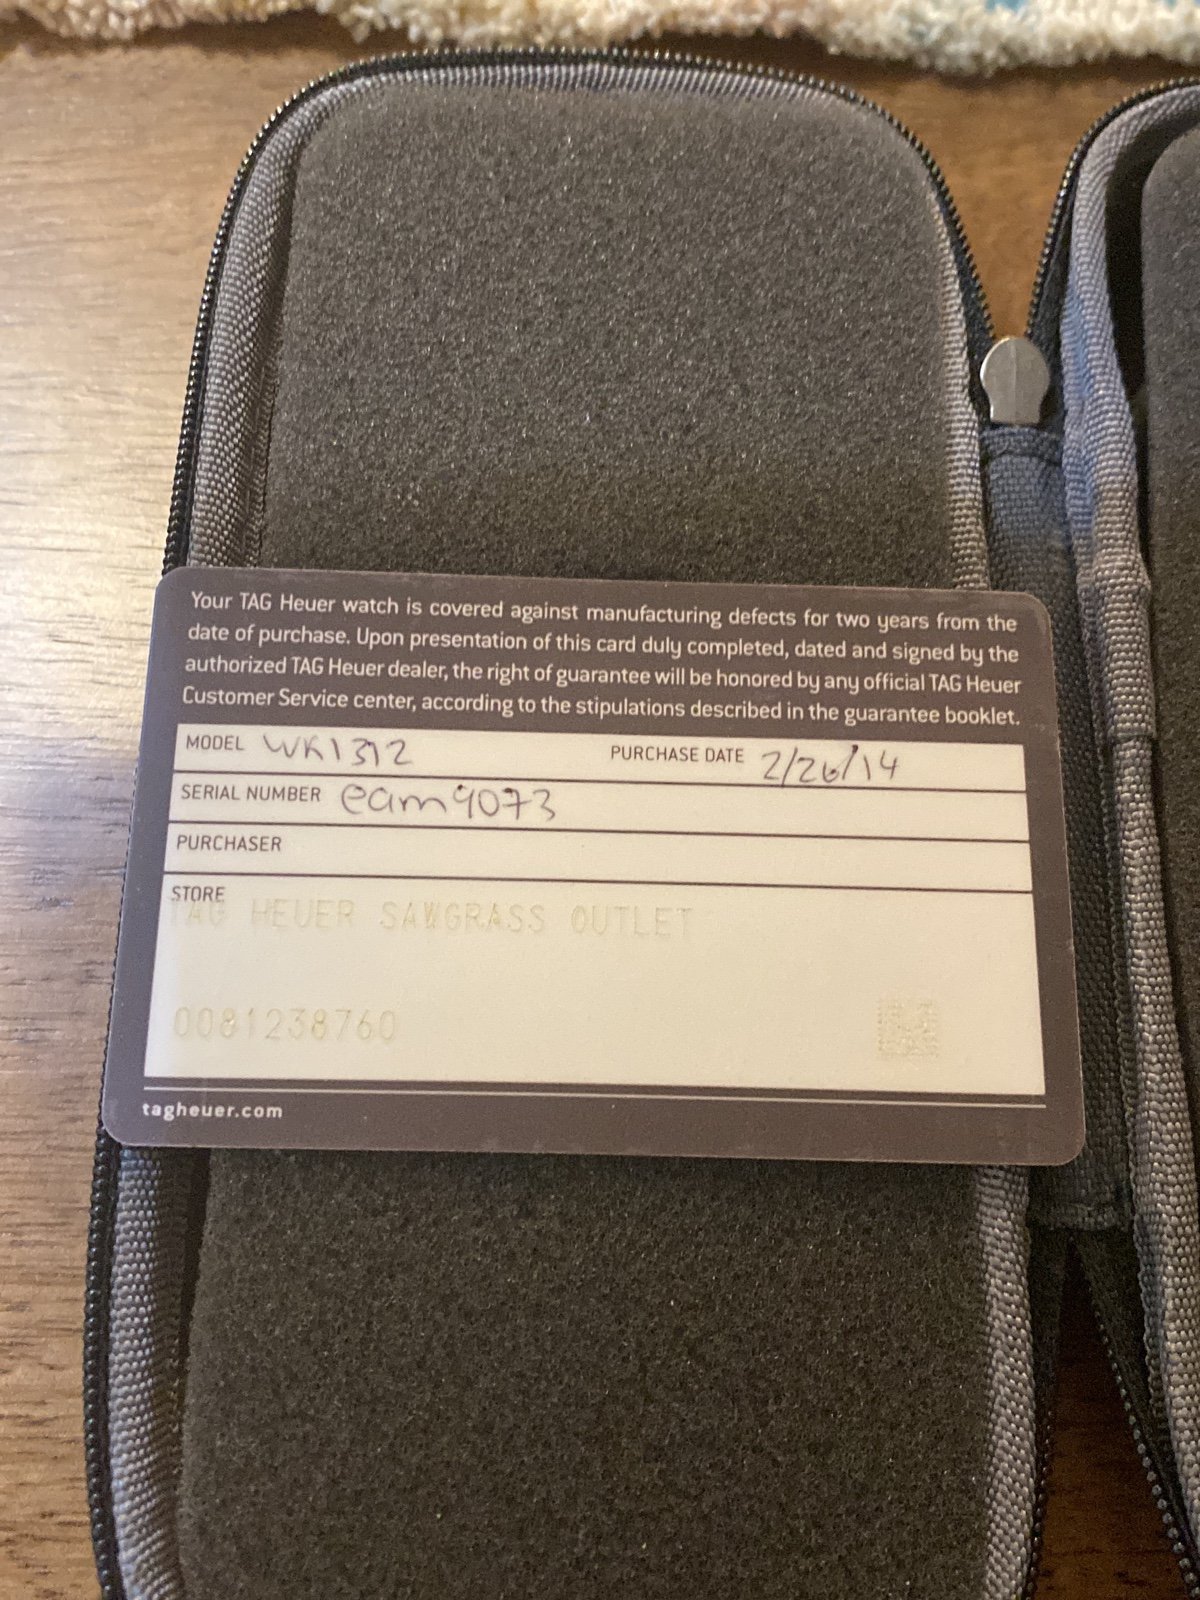 Your TAG Heuer watch is covered against manufacturing defects for two years from the
date of purchase. Upon presentation of this card duly completed, dated and signed by the
authorized TAG Heuer dealer, the right of guarantee will be honored by any official TAG Heuer
Customer Service center, according to the stipulations described in the guarantee booklet.
MODEL WK1312 PURCHASE DATE 2/26/14
SERIAL NUMBER eam9073
PURCHASER
STORE
TAG HEUER SAWGRASS OUTLET
0081238760
tagheuer.com